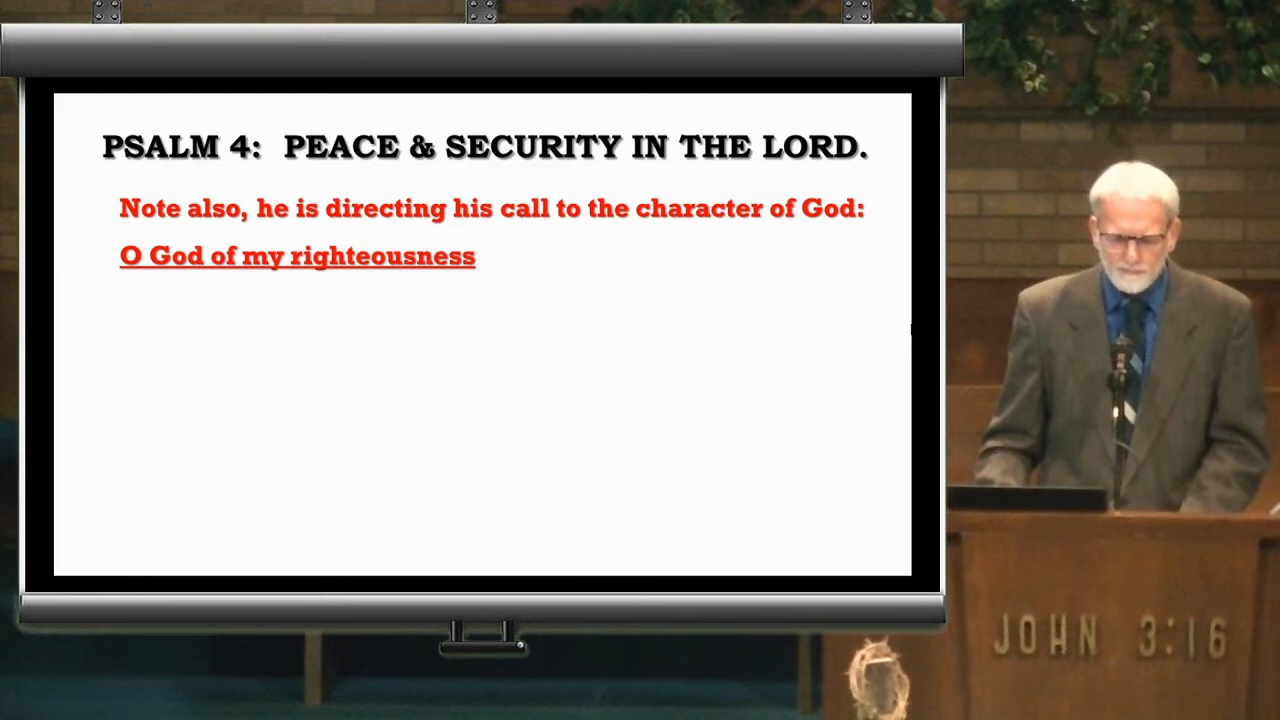 PSALM 4: PEACE & SECURITY IN THE LORD.
Note also, he is directing his call to the character of God:
O God of my righteousness
JOHN 3:16